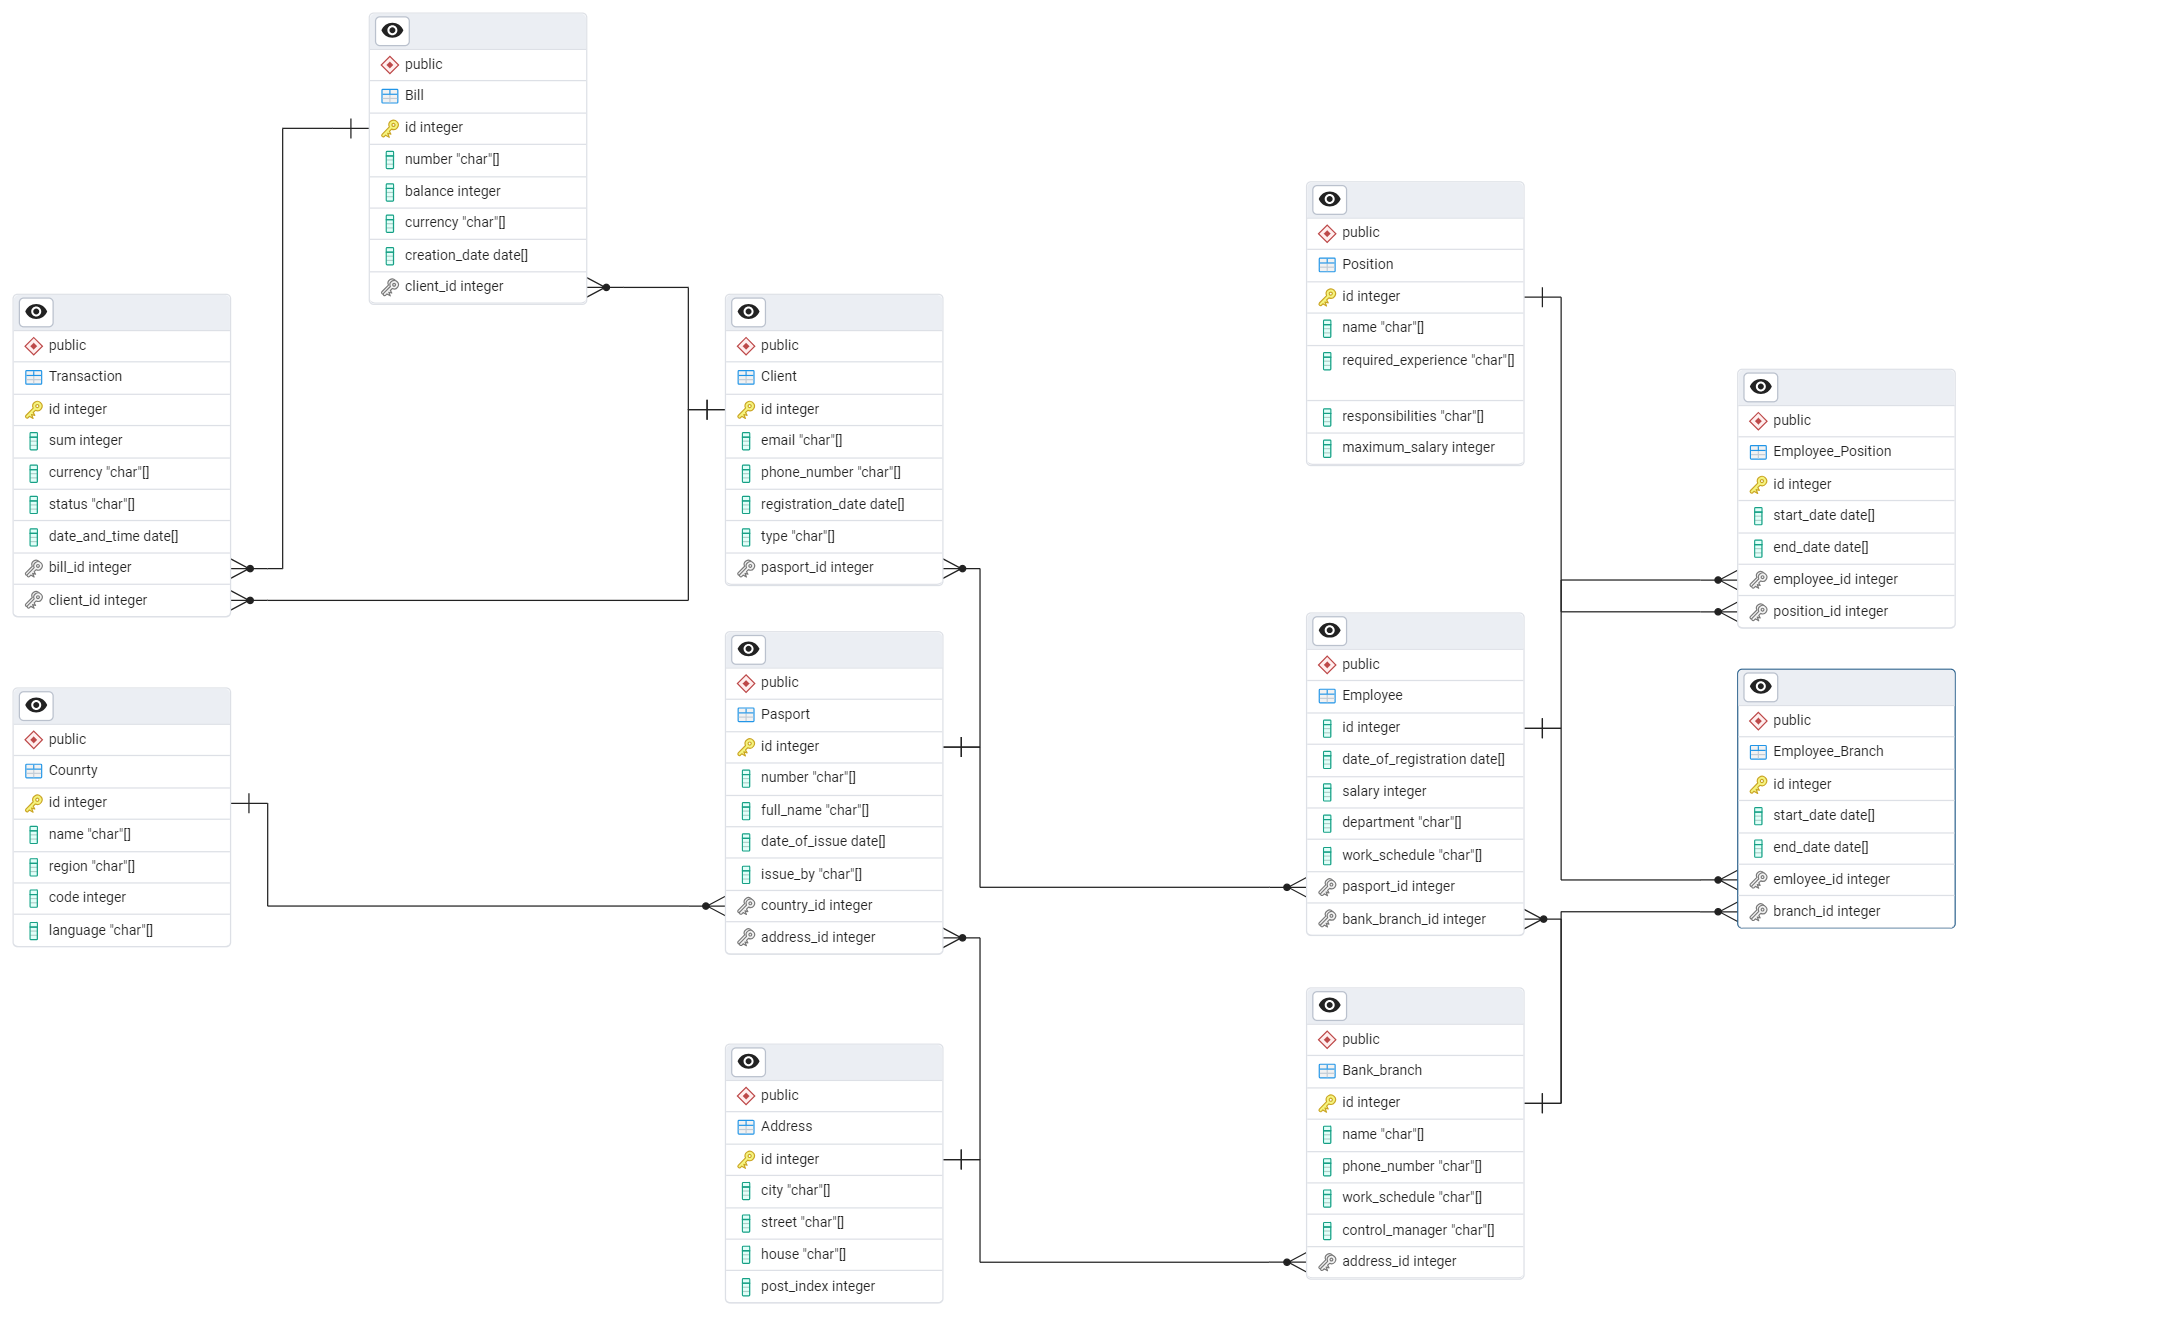 public
Bill
id integer
number "char"[]
balance integer
currency "char"[]
creation_date date[]
client_id integer
public
Transaction
id integer
sum integer
currency "char"[]
status "char"[]
date_and_time date[]
bill_id integer
client_id integer
public
Client
id integer
email "char"[]
phone_number "char"[]
registration_date date[]
type "char"[]
pasport_id integer
public
Position
id integer
name "char"[]
required_experience "char"[]
responsibilities "char"[]
maximum_salary integer
public
Employee_Position
id integer
start_date date[]
end_date date[]
employee_id integer
position_id integer
public
Counrty
id integer
name "char"[]
region "char"[]
code integer
language "char"[]
public
Pasport
id integer
number "char"[]
full_name "char"[]
date_of_issue date[]
issue_by "char"[]
country_id integer
address_id integer
public
Employee
id integer
date_of_registration date[]
salary integer
department "char"[]
work_schedule "char"[]
pasport_id integer
bank_branch_id integer
public
Employee_Branch
id integer
start_date date[]
end_date date[]
emloyee_id integer
branch_id integer
public
Address
id integer
city "char"[]
street "char"[]
house "char"[]
post_index integer
public
Bank_branch
id integer
name "char"[]
phone_number "char"[]
work_schedule "char"[]
control_manager "char"[]
address_id integer